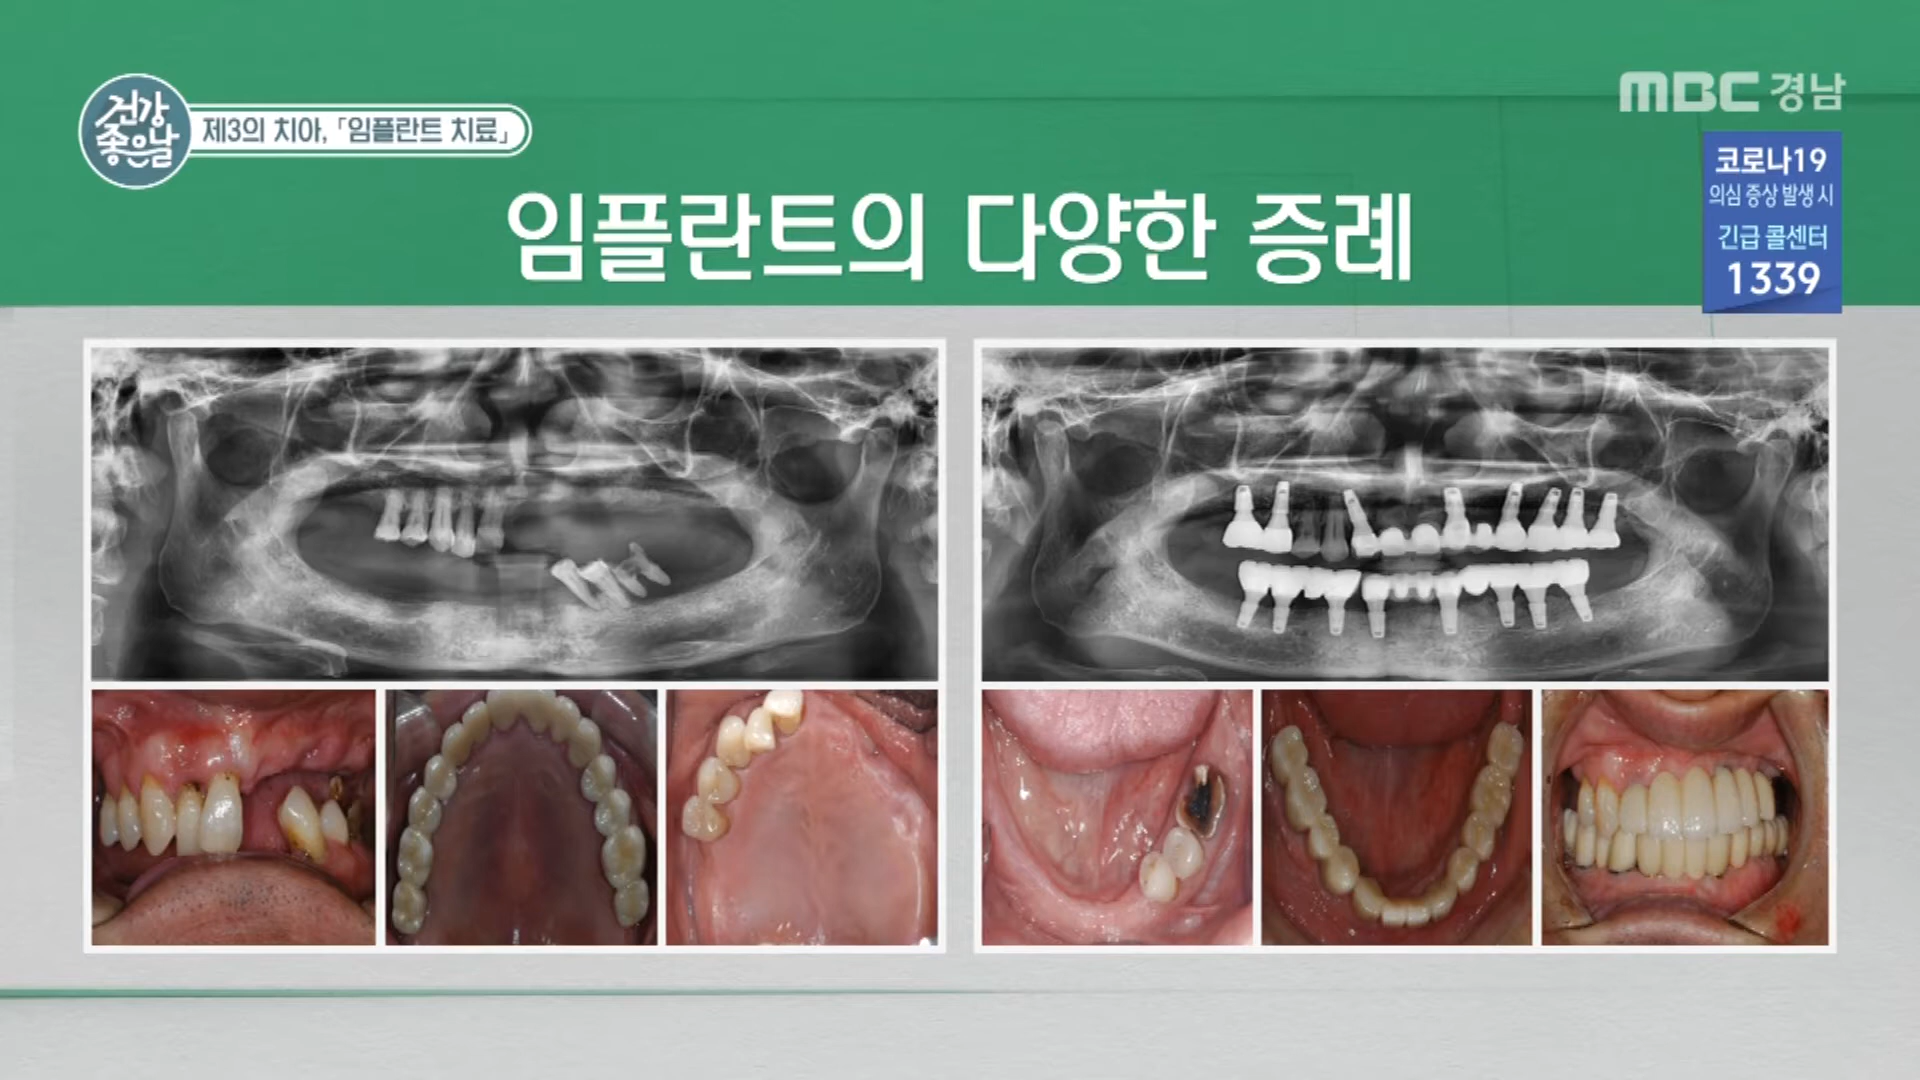 건강
좋은날
제3의 치아, 「임플란트 치료」
MBC 경남
코로나19
의심 증상 발생 시
긴급 콜센터
1339
임플란트의 다양한 증례